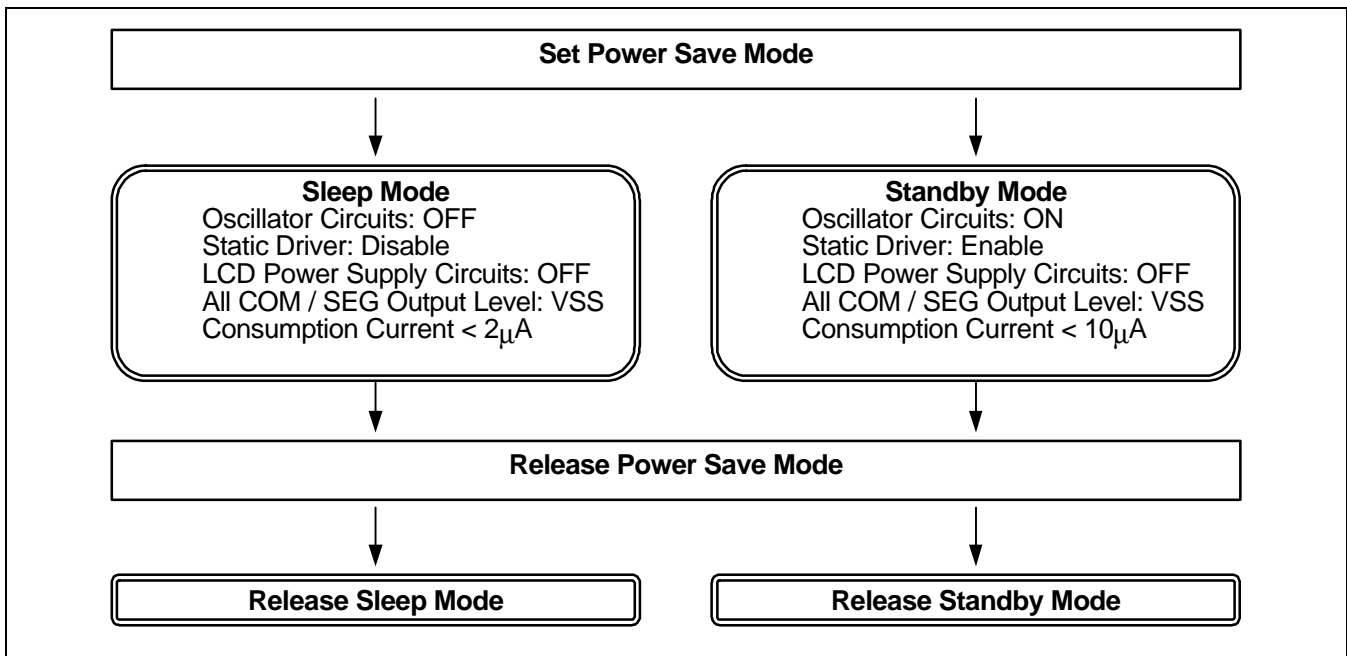 Set Power Save Mode
Sleep Mode
Oscillator Circuits: OFF
Static Driver: Disable
LCD Power Supply Circuits: OFF
All COM / SEG Output Level: VSS
Consumption Current < 2μA
Standby Mode
Oscillator Circuits: ON
Static Driver: Enable
LCD Power Supply Circuits: OFF
All COM / SEG Output Level: VSS
Consumption Current < 10μA
Release Power Save Mode
Release Sleep Mode
Release Standby Mode